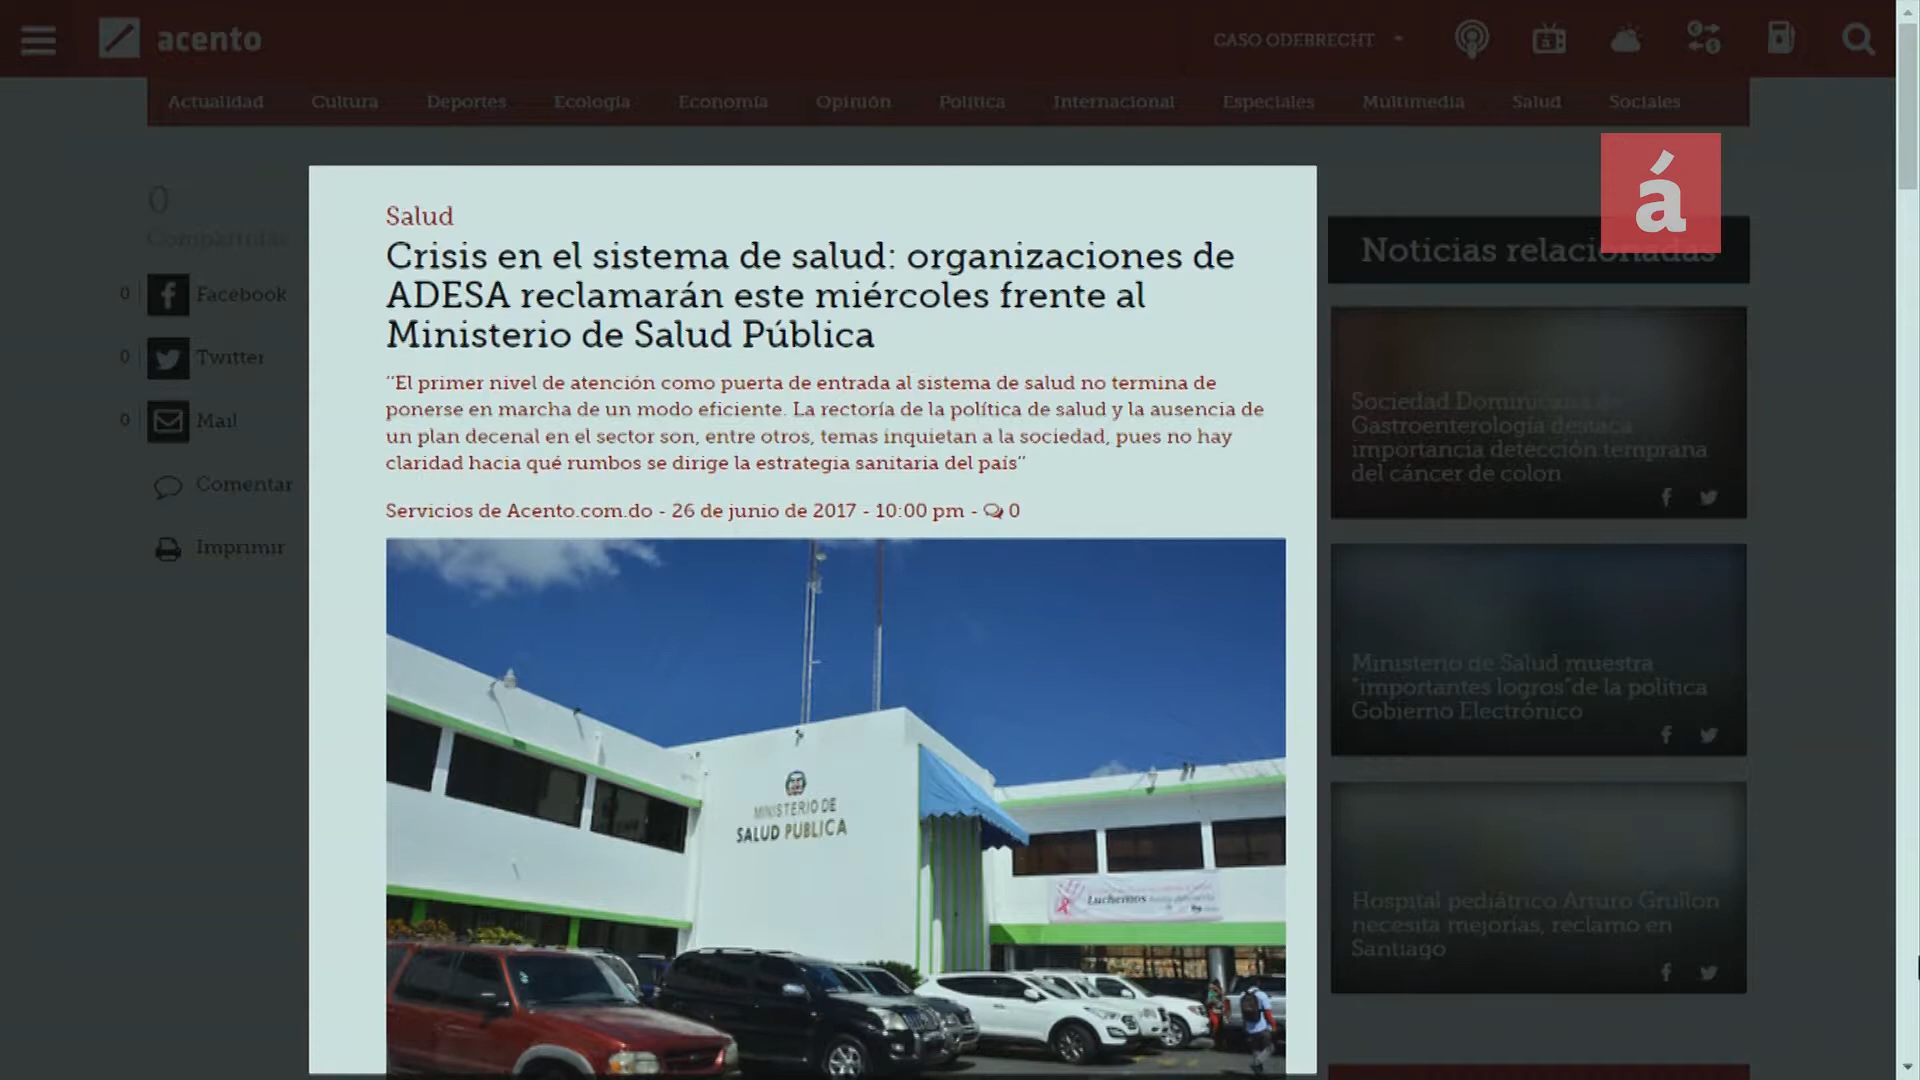 acento
CASO ODEBRECHT
Actualidad Cultura Deportes Ecología Economía Opinión Política Internacional Especiales Multimedia Salud Sociales
á
0
Compartidas
0 Facebook
0 Twitter
0 Mail
Comentar
Imprimir
Salud
Crisis en el sistema de salud: organizaciones de
ADESA reclamarán este miércoles frente al
Ministerio de Salud Pública
“El primer nivel de atención como puerta de entrada al sistema de salud no termina de
ponerse en marcha de un modo eficiente. La rectoría de la política de salud y la ausencia de
un plan decenal en el sector son, entre otros, temas inquietan a la sociedad, pues no hay
claridad hacia qué rumbos se dirige la estrategia sanitaria del país”
Servicios de Acento.com.do - 26 de junio de 2017 - 10:00 pm - 0
MINISTERIO DE
SALUD PUBLICA
Luchemos
Noticias relacionadas
Sociedad Dominicana de
Gastroenterología destaca
importancia detección temprana
del cáncer de colon
Ministerio de Salud muestra
"importantes logros"de la política
Gobierno Electrónico
Hospital pediátrico Arturo Grullon
necesita mejorías, reclamo en
Santiago